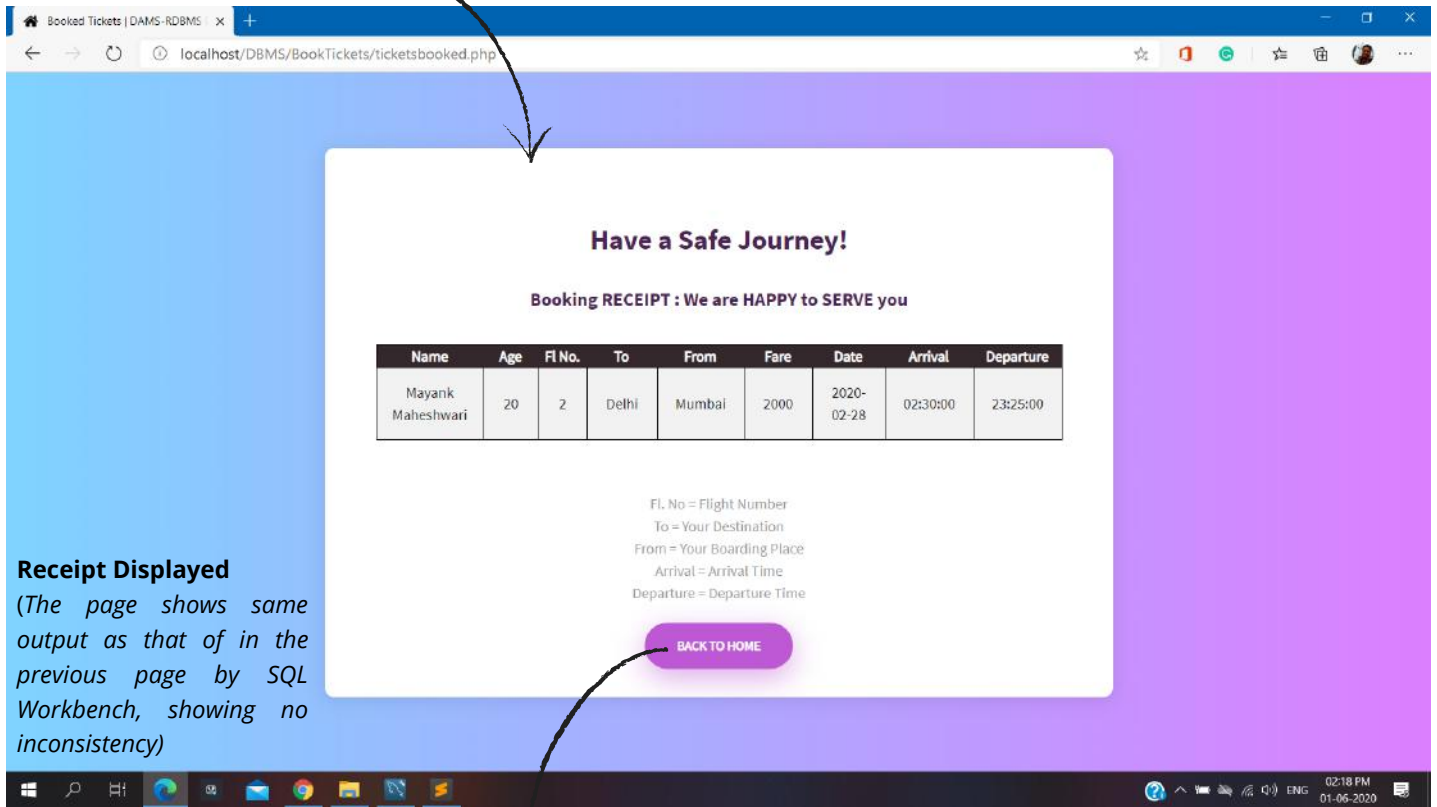 Booked Tickets | DAMS-RDBMS
localhost/DBMS/BookTickets/ticketsbooked.php
Have a Safe Journey!
Booking RECEIPT : We are HAPPY to SERVE you
Name Age Fl No. To From Fare Date Arrival Departure
Mayank Maheshwari 20 2 Delhi Mumbai 2000 2020-02-28 02:30:00 23:25:00
Fl. No = Flight Number
To = Your Destination
From = Your Boarding Place
Arrival = Arrival Time
Departure = Departure Time
BACK TO HOME
Receipt Displayed
(The page shows same
output as that of in the
previous page by SQL
Workbench, showing no
inconsistency)
ENG
02:18 PM
01-06-2020